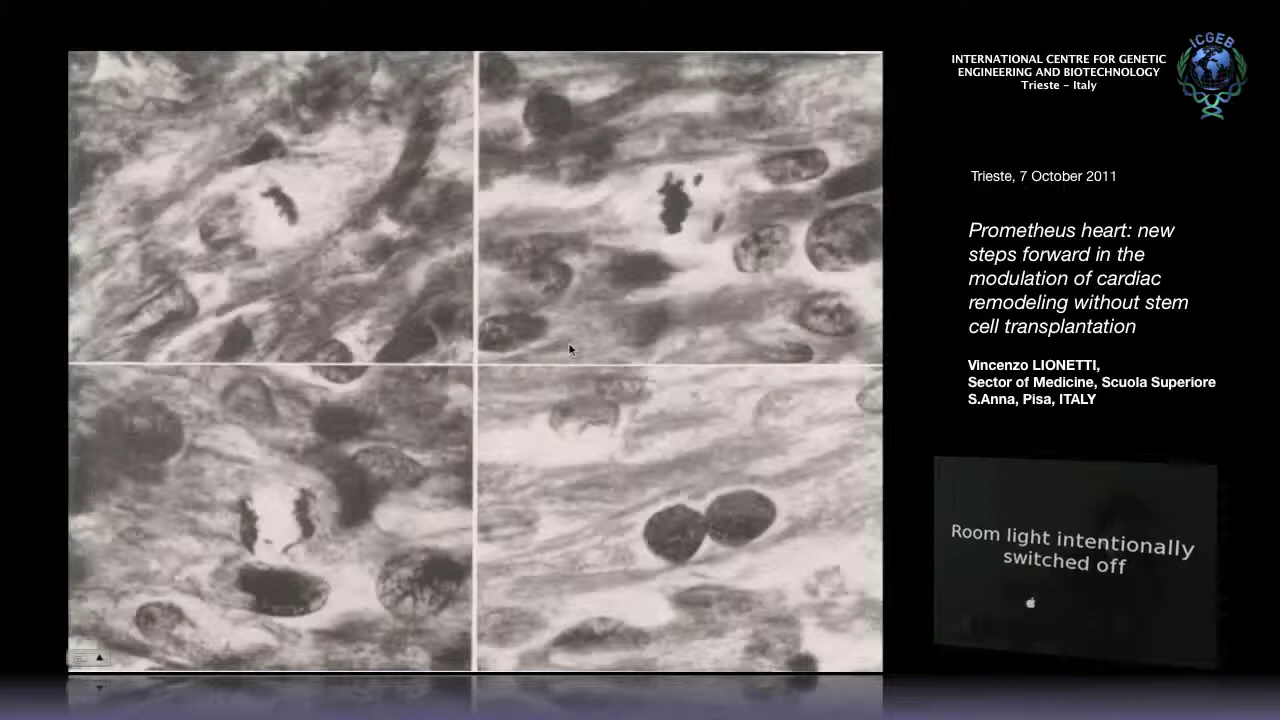 INTERNATIONAL CENTRE FOR GENETIC
ENGINEERING AND BIOTECHNOLOGY
Trieste - Italy
ICGEB
Trieste, 7 October 2011
Prometheus heart: new
steps forward in the
modulation of cardiac
remodeling without stem
cell transplantation
Vincenzo LIONETTI,
Sector of Medicine, Scuola Superiore
S.Anna, Pisa, ITALY
Room light intentionally
switched off